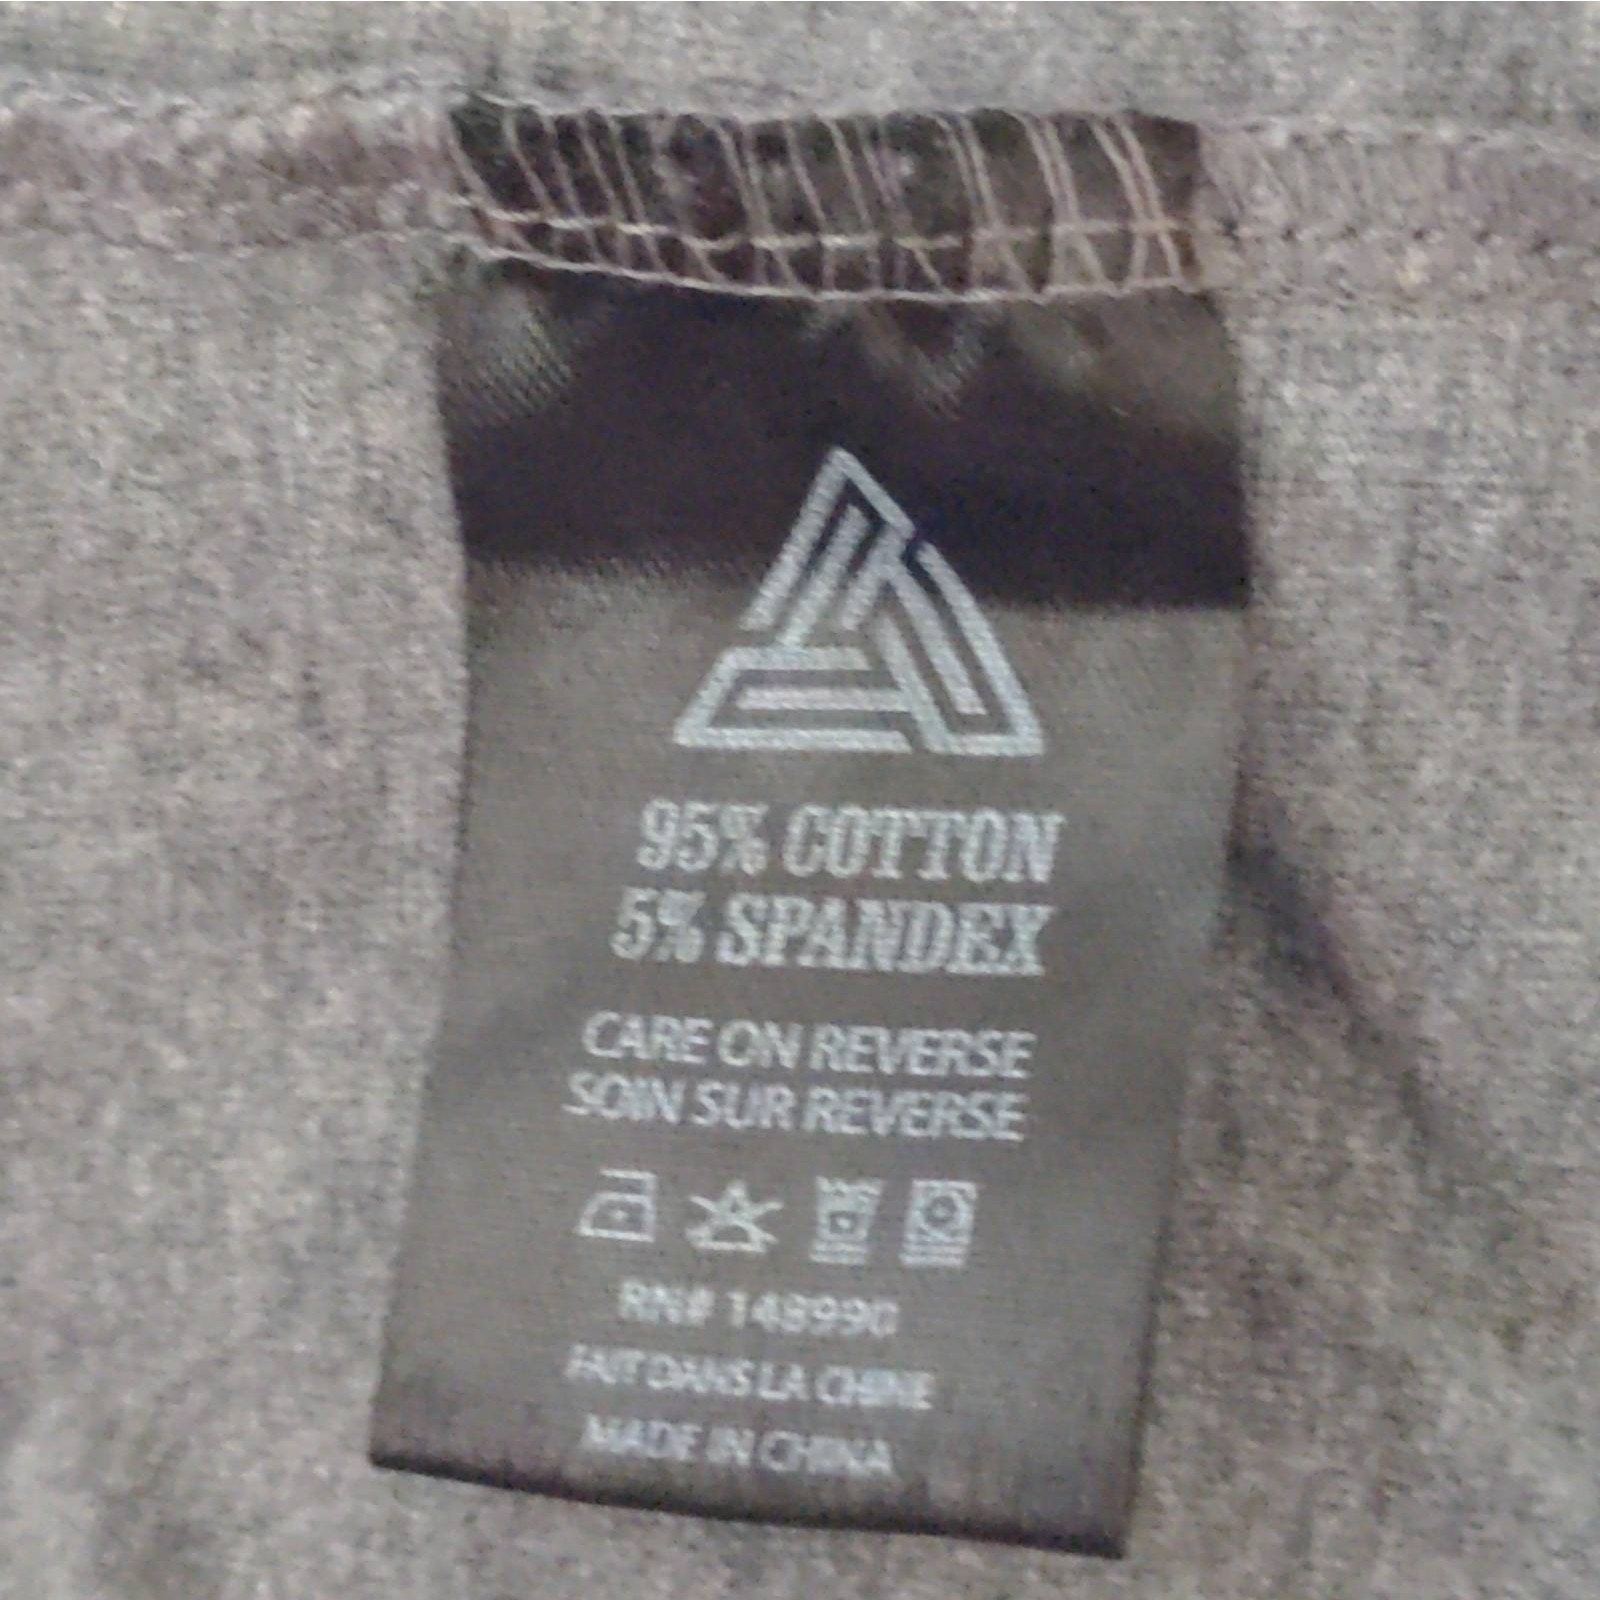 95% COTTON
5% SPANDEX
CARE ON REVERSE
SOIN SUR REVERSE
RN# 148990
FAIT DANS LA CHINE
MADE IN CHINA